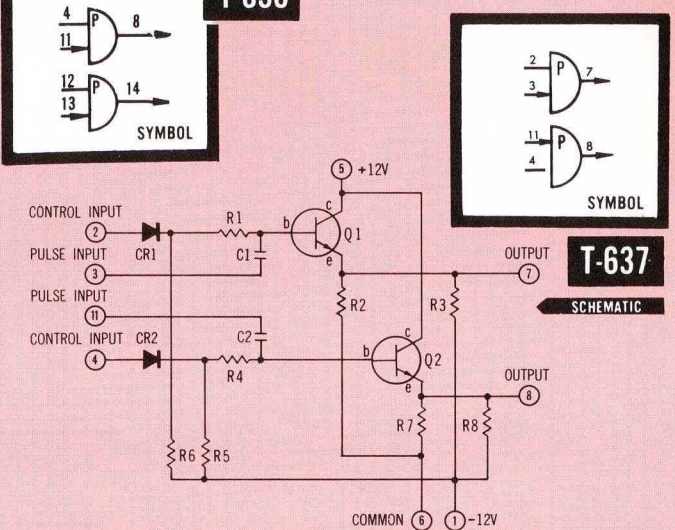 4
P
8
11
12
P
14
13
SYMBOL
2
P
7
3
11
P
8
4
SYMBOL
T-637
SCHEMATIC
5 +12V
CONTROL INPUT
2
CR1
R1
b
c
Q1
e
PULSE INPUT
3
C1
OUTPUT
7
R2
R3
PULSE INPUT
11
C2
CONTROL INPUT
4
CR2
R4
b
c
Q2
e
OUTPUT
8
R7
R8
R6
R5
COMMON 6
1 -12V